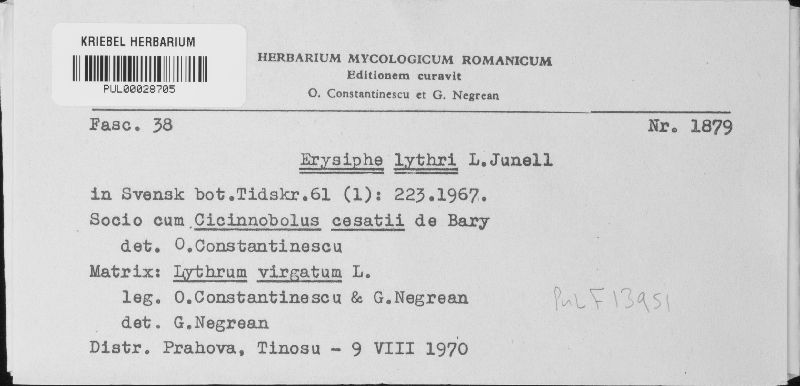 KRIEBEL HERBARIUM
PUL00028705
HERBARIUM MYCOLOGICUM ROMANICUM
Editionem curavit
O. Constantinescu et G. Negrean
Fasc. 38 Nr. 1879
Erysiphe lythri L.Junell
in Svensk bot.Tidskr.61 (1): 223.1967.
Socio cum Cicinnobolus cesatii de Bary
det. O.Constantinescu
Matrix: Lythrum virgatum L.
leg. O.Constantinescu & G.Negrean
det. G.Negrean
Distr. Prahova, Tinosu - 9 VIII 1970
PUL F13951